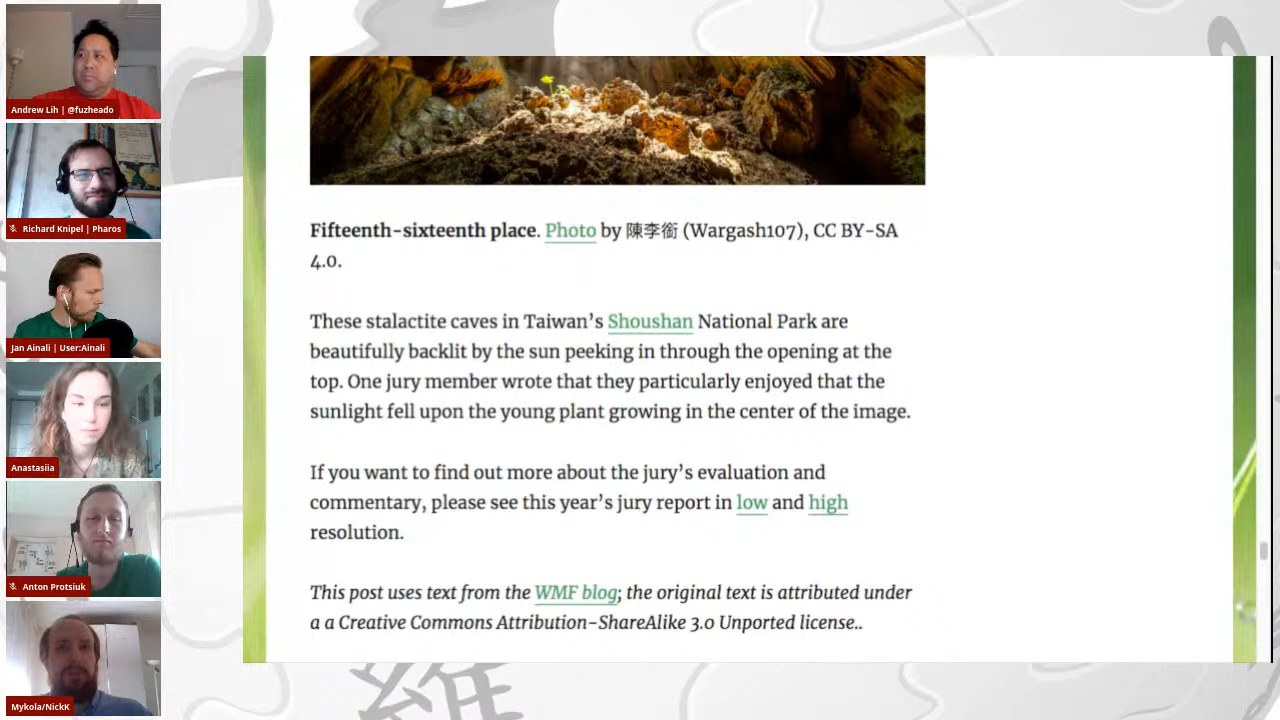 Andrew Lih | @fuzheado
Richard Knipel | Pharos
Jan Ainali | User:Ainali
Anastasiia
Anton Protsiuk
Mykola/NickK
Fifteenth-sixteenth place. Photo by 陳李銜 (Wargash107), CC BY-SA
4.0.
These stalactite caves in Taiwan’s Shoushan National Park are
beautifully backlit by the sun peeking in through the opening at the
top. One jury member wrote that they particularly enjoyed that the
sunlight fell upon the young plant growing in the center of the image.
If you want to find out more about the jury’s evaluation and
commentary, please see this year’s jury report in low and high
resolution.
This post uses text from the WMF blog; the original text is attributed under
a a Creative Commons Attribution-ShareAlike 3.0 Unported license..
維